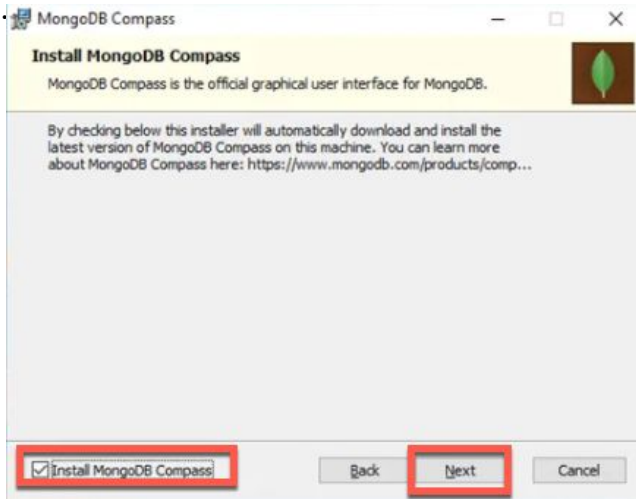 MongoDB Compass
Install MongoDB Compass
MongoDB Compass is the official graphical user interface for MongoDB.
By checking below this installer will automatically download and install the
latest version of MongoDB Compass on this machine. You can learn more
about MongoDB Compass here: https://www.mongodb.com/products/comp...
Install MongoDB Compass
Back Next Cancel